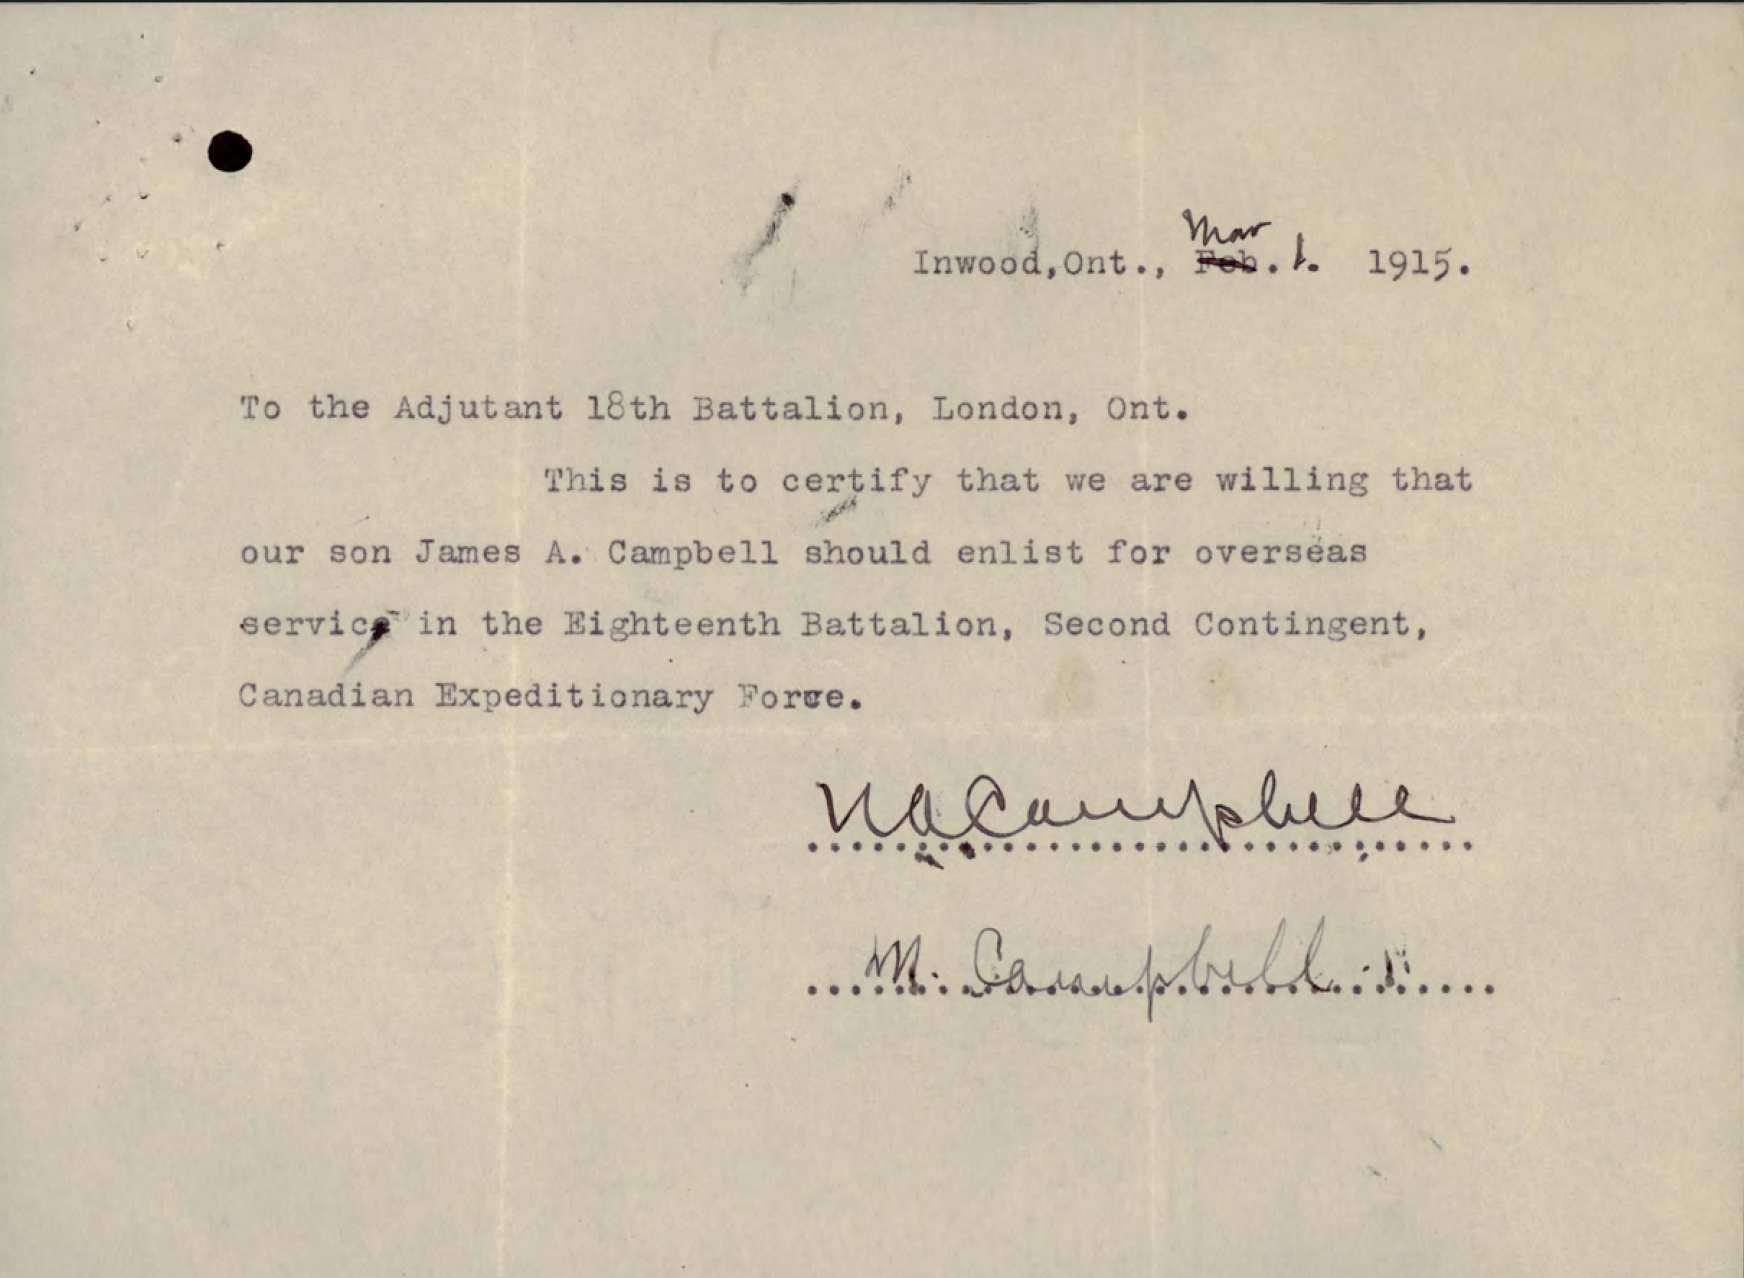 Mar
Inwood,Ont., Feb. 1. 1915.
To the Adjutant 18th Battalion, London, Ont.
This is to certify that we are willing that
our son James A. Campbell should enlist for overseas
service in the Eighteenth Battalion, Second Contingent,
Canadian Expeditionary Force.
N A Campbell
M. Campbell